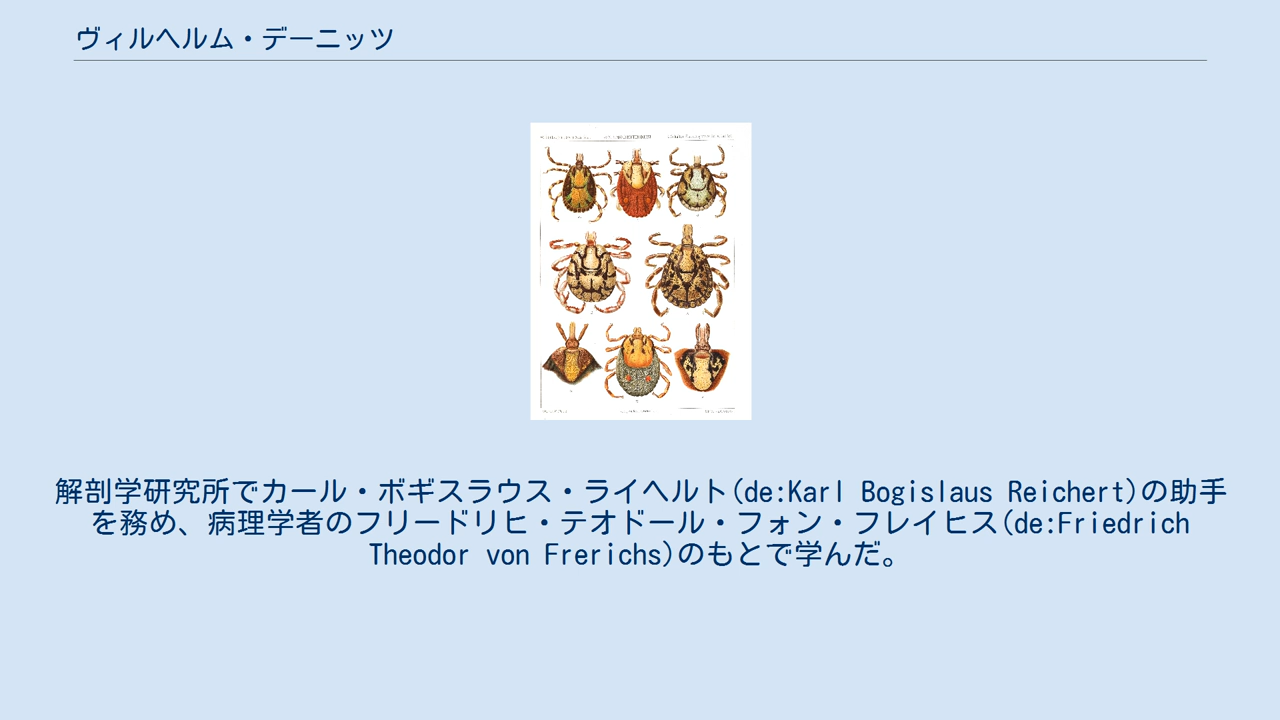 ヴィルヘルム・デーニッツ
解剖学研究所でカール・ボギスラウス・ライヘルト(de:Karl Bogislaus Reichert)の助手
を務め、病理学者のフリードリヒ・テオドール・フォン・フレイヒス(de:Friedrich
Theodor von Frerichs)のもとで学んだ。